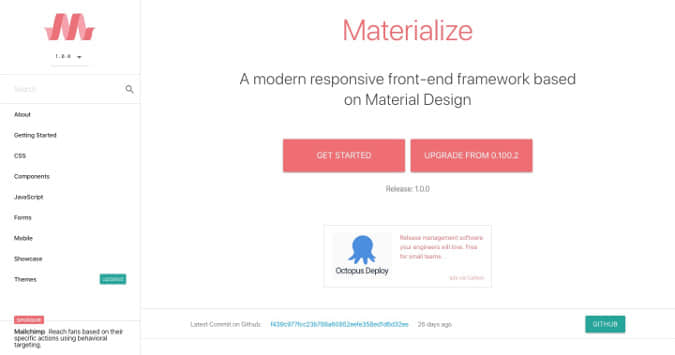 1.0.0
Search
About
Getting Started
CSS
Components
JavaScript
Forms
Mobile
Showcase
Themes
updated
SPONSOR
Mailchimp Reach fans based on their
specific actions using behavioral
targeting.
Materialize
A modern responsive front-end framework based
on Material Design
GET STARTED
UPGRADE FROM 0.100.2
Release: 1.0.0
Octopus Deploy
Release management software
your engineers will love. Free
for small teams.
ads via Carbon
Latest Commit on Github:
26 days ago
GITHUB